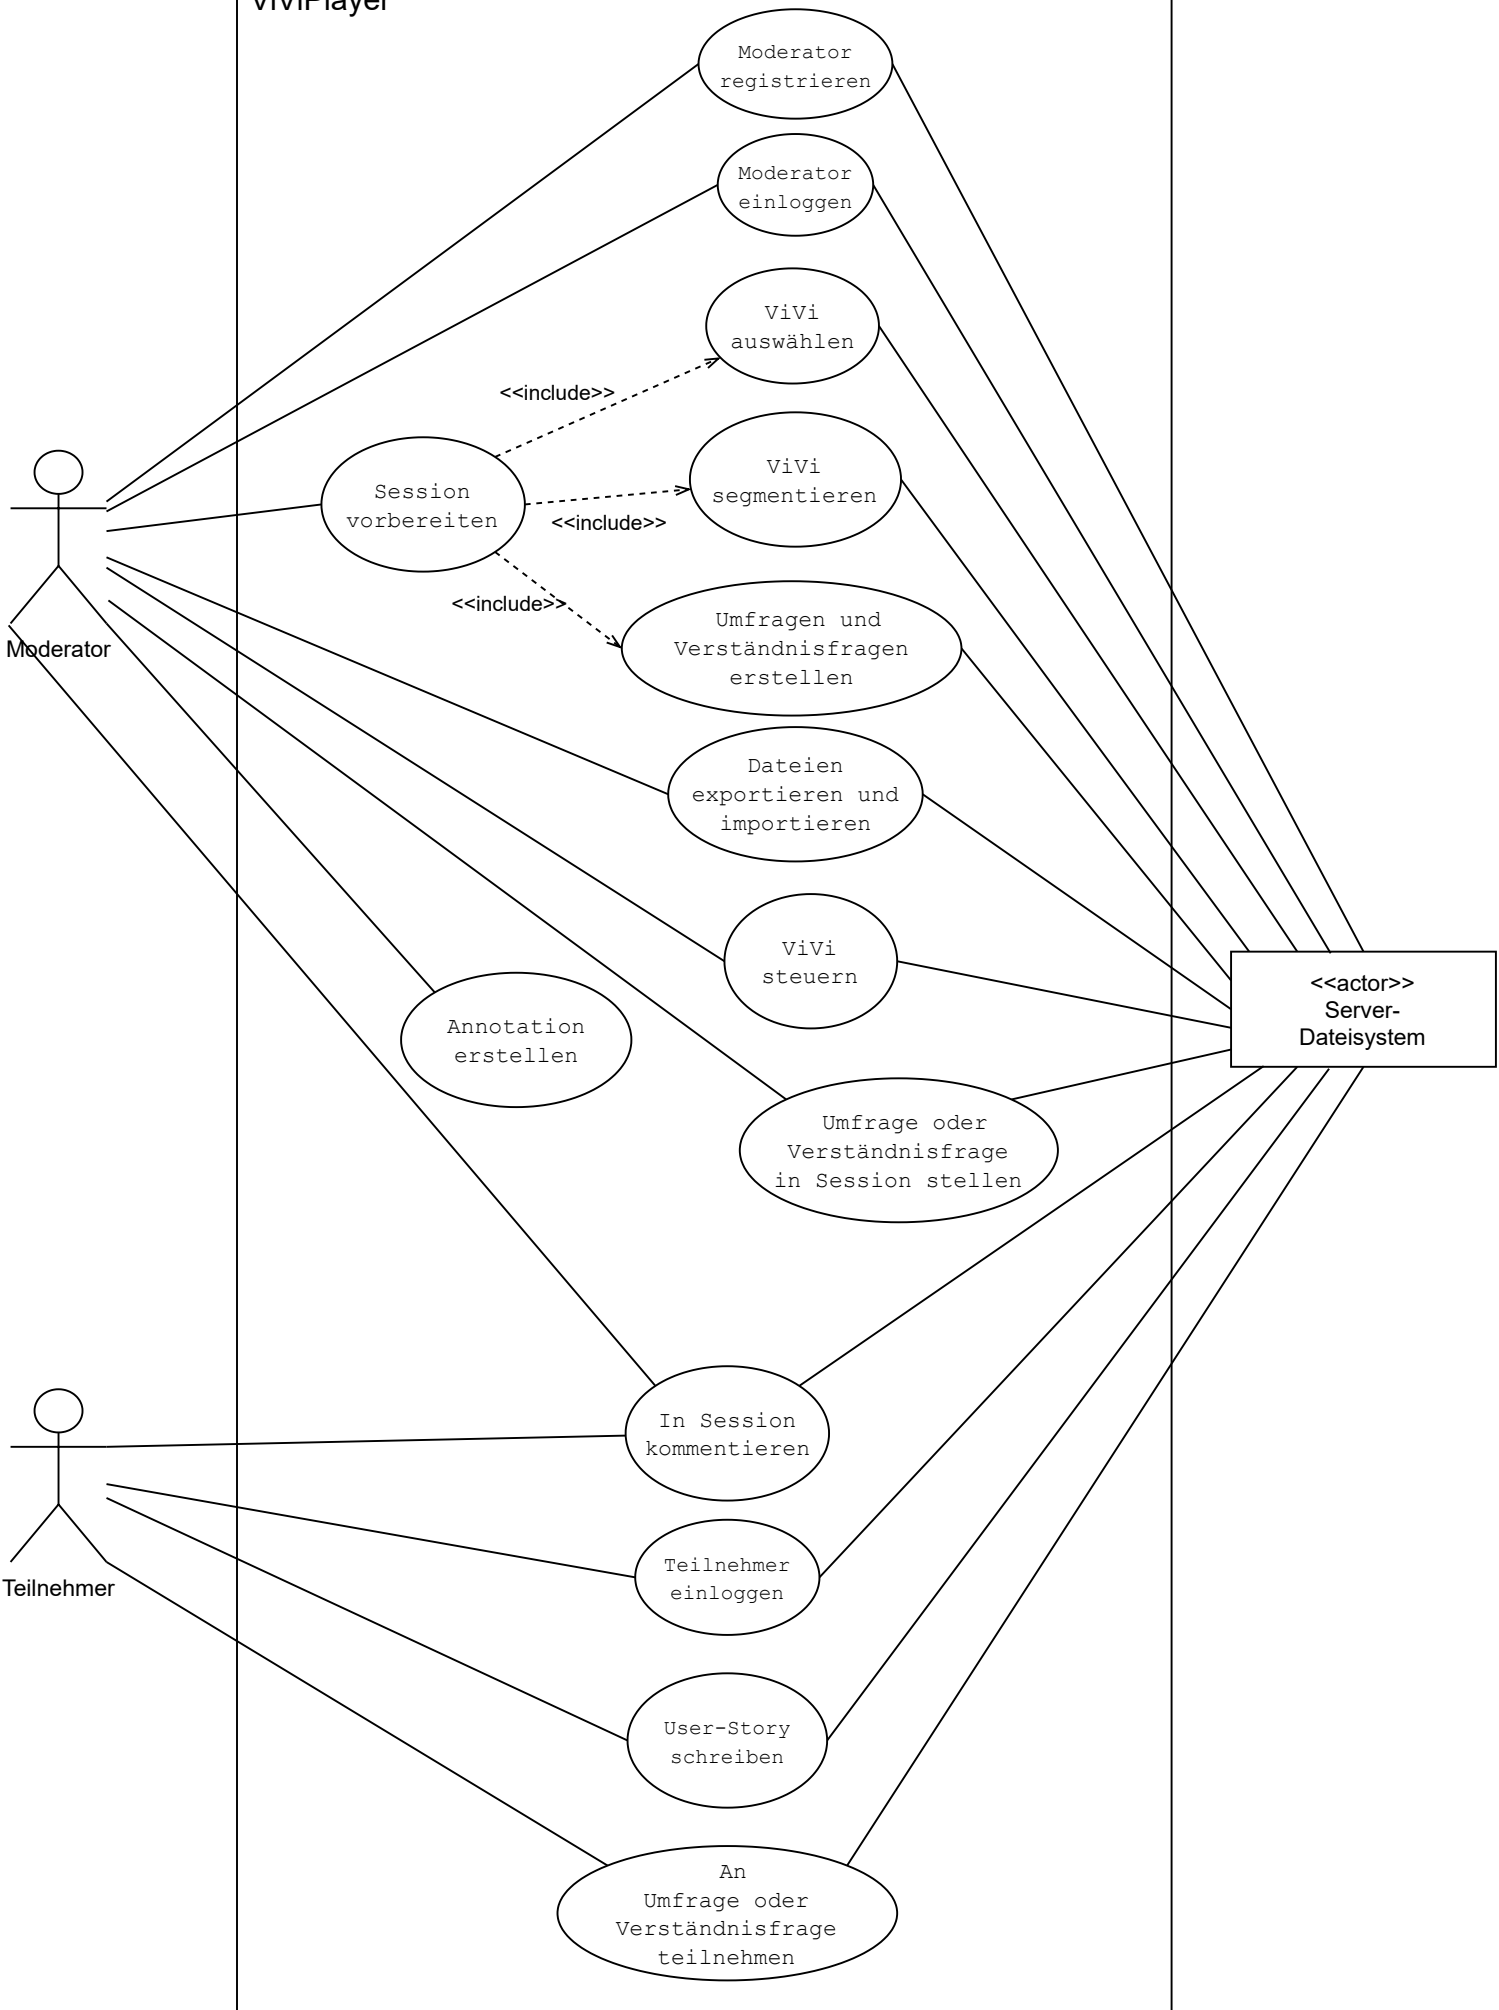 ViViPlayer
Moderator
registrieren
Moderator
einloggen
ViVi
auswählen
<<include>>
ViVi
segmentieren
Session
vorbereiten
<<include>>
<<include>>
Umfragen und
Verständnisfragen
erstellen
Moderator
Dateien
exportieren und
importieren
ViVi
steuern
<<actor>>
Server-
Dateisystem
Annotation
erstellen
Umfrage oder
Verständnisfrage
in Session stellen
In Session
kommentieren
Teilnehmer
Teilnehmer
einloggen
User-Story
schreiben
An
Umfrage oder
Verständnisfrage
teilnehmen